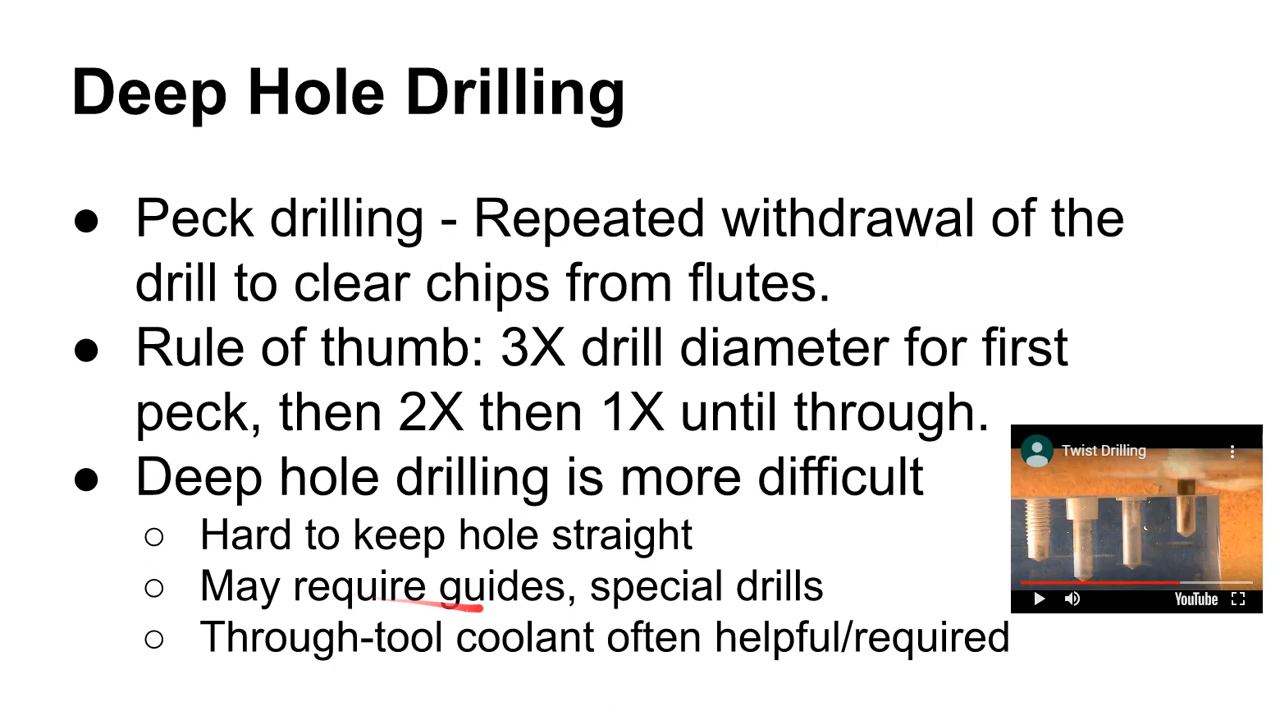 Deep Hole Drilling
● Peck drilling - Repeated withdrawal of the
drill to clear chips from flutes.
● Rule of thumb: 3X drill diameter for first
peck, then 2X then 1X until through.
● Deep hole drilling is more difficult
○ Hard to keep hole straight
○ May require guides, special drills
○ Through-tool coolant often helpful/required
Twist Drilling
YouTube